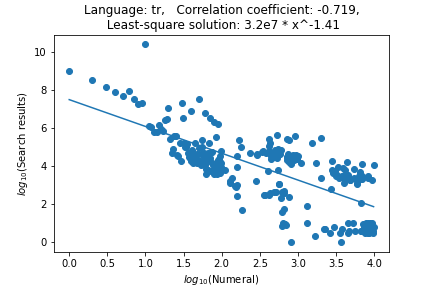 Language: tr,   Correlation coefficient: -0.719,
Least-square solution: 3.2e7 * x^-1.41
log₁₀(Search results)
10
8
6
4
2
0
0.0 0.5 1.0 1.5 2.0 2.5 3.0 3.5 4.0
log₁₀(Numeral)